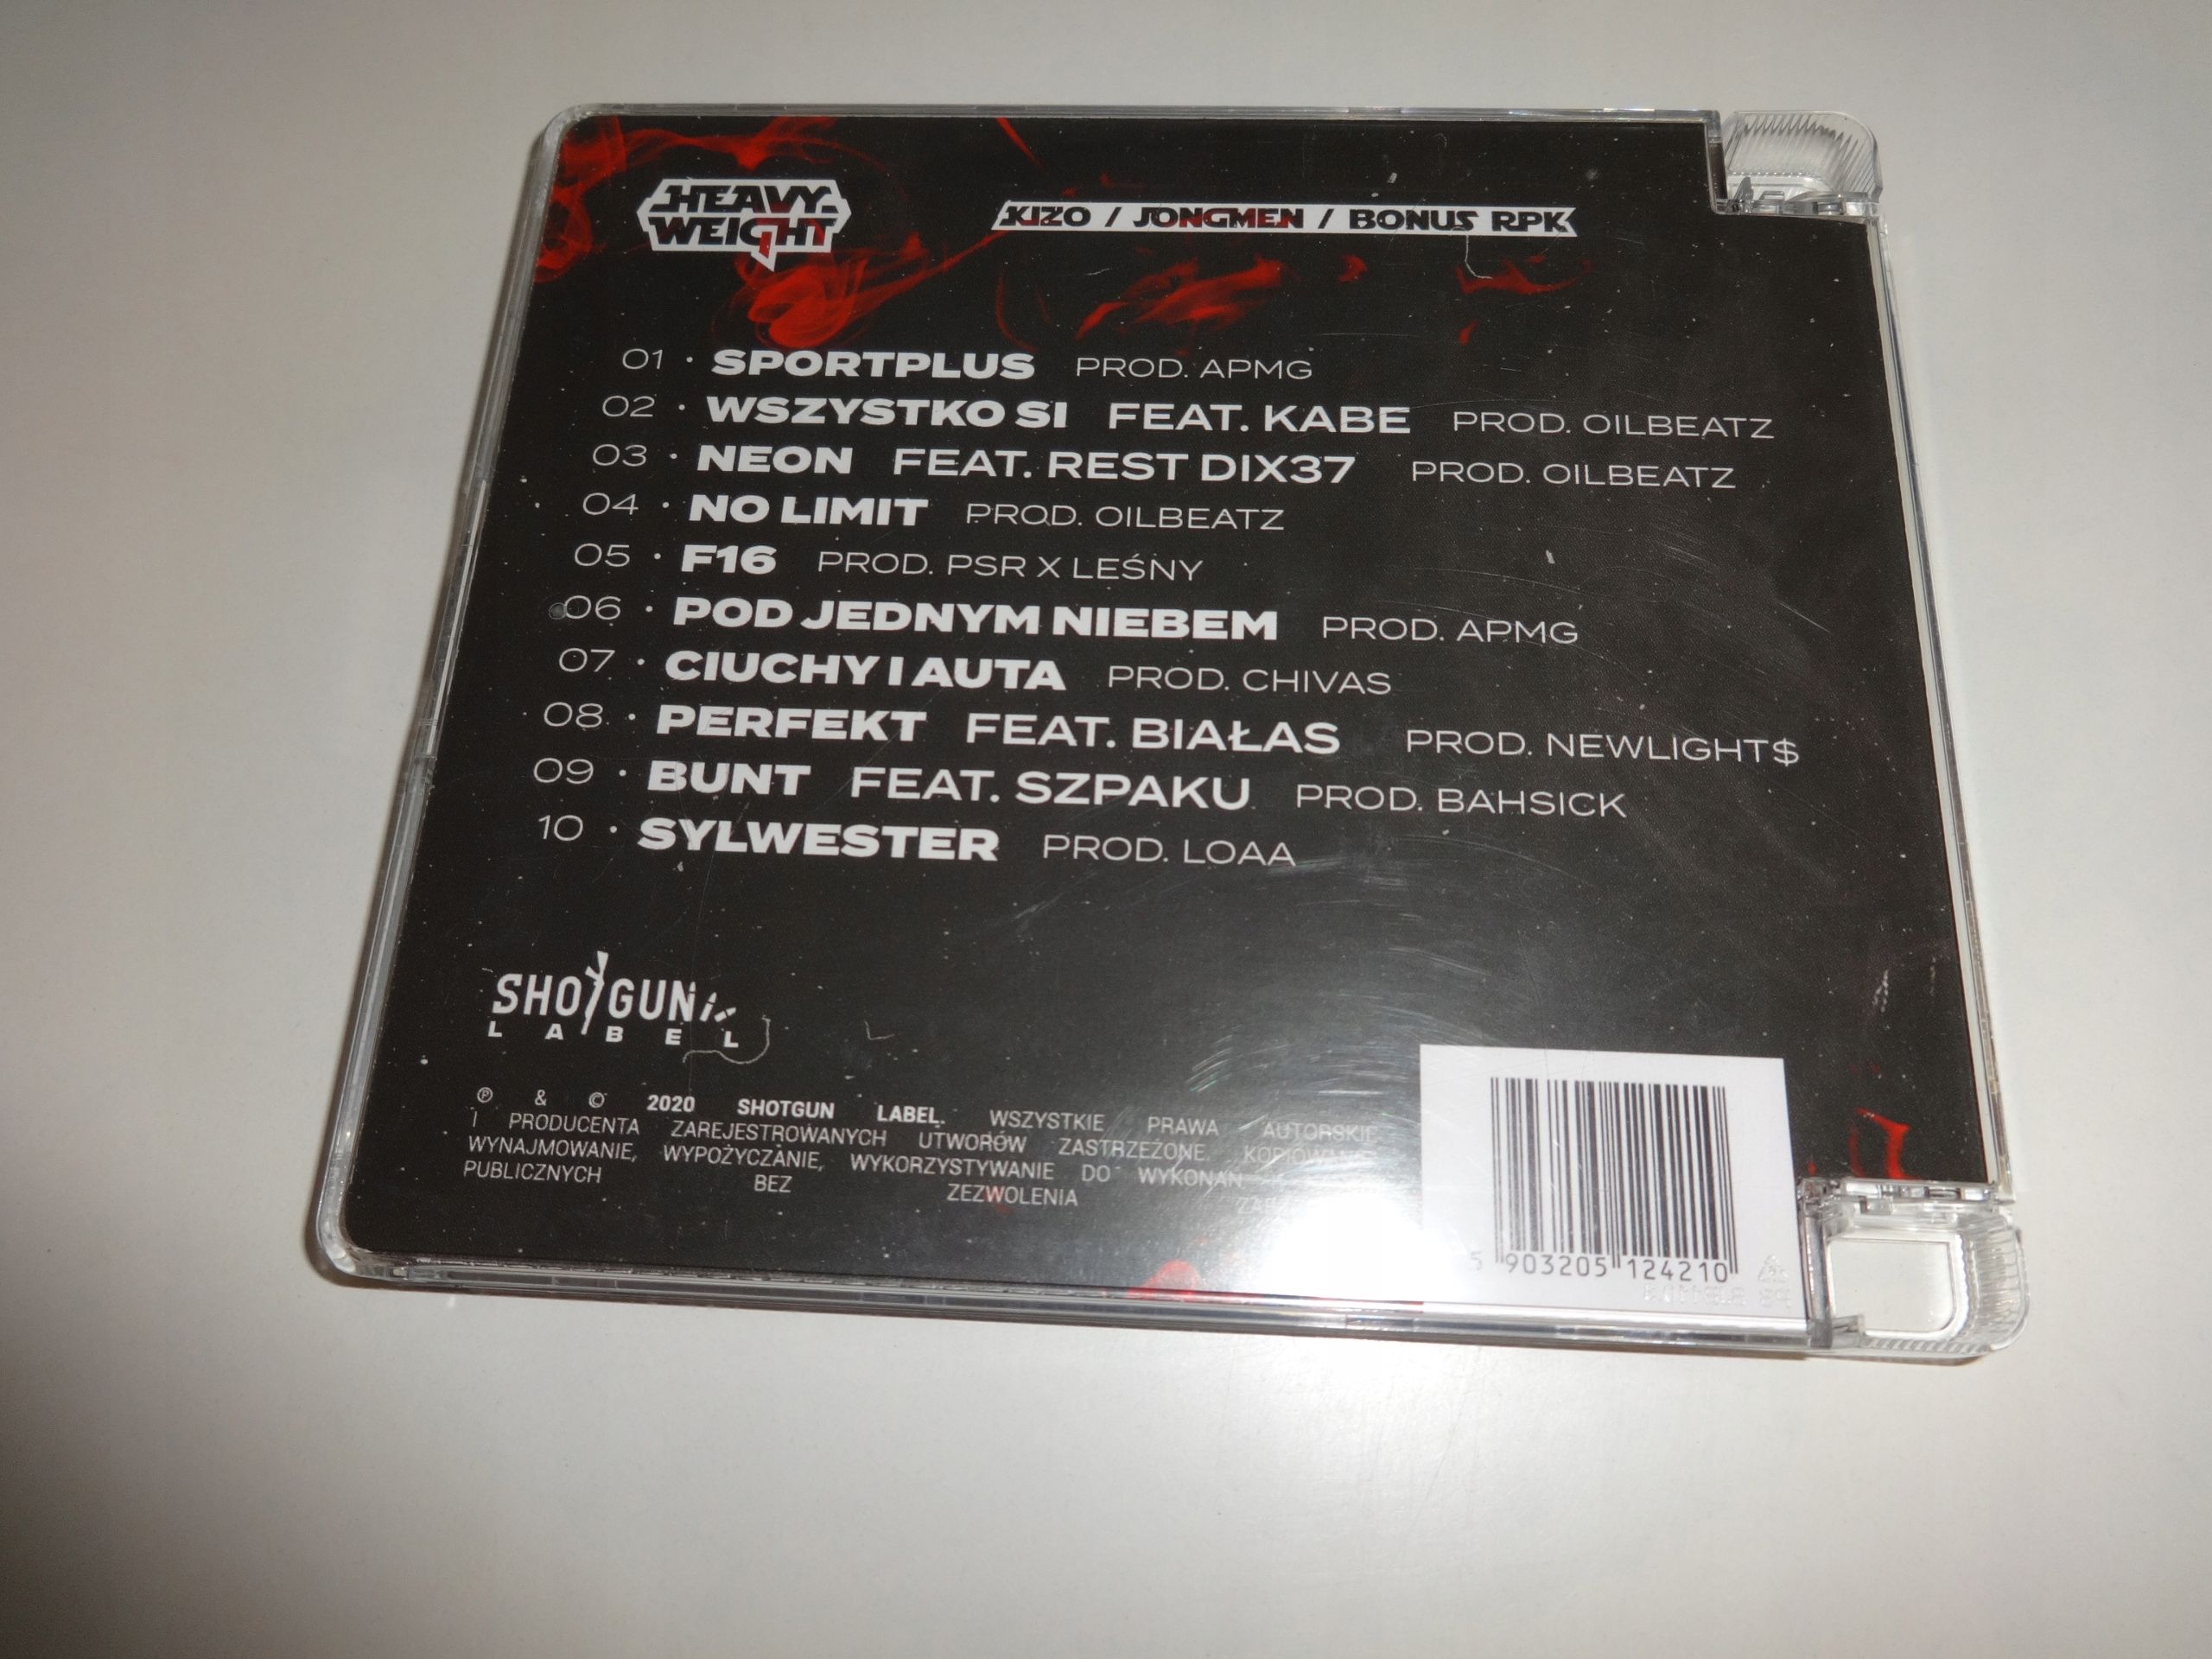 HEAVY-
WEIGHT
KIZO / JONGMEN / BONUS RPK
01 · SPORTPLUS PROD. APMG
02 · WSZYSTKO SI FEAT. KABE PROD. OILBEATZ
03 · NEON FEAT. REST DIX37 PROD. OILBEATZ
04 · NO LIMIT PROD. OILBEATZ
05 · F16 PROD. PSR X LEŚNY
06 · POD JEDNYM NIEBEM PROD. APMG
07 · CIUCHY I AUTA PROD. CHIVAS
08 · PERFEKT FEAT. BIAŁAS PROD. NEWLIGHT$
09 · BUNT FEAT. SZPAKU PROD. BAHSICK
10 · SYLWESTER PROD. LOAA
SHOTGUN
LABEL
℗ & © 2020 SHOTGUN LABEL. WSZYSTKIE PRAWA AUTORSKIE
I PRODUCENTA ZAREJESTROWANYCH UTWORÓW ZASTRZEŻONE. KOPIOWANIE
WYNAJMOWANIE, WYPOŻYCZANIE, WYKORZYSTYWANIE DO WYKONAN
PUBLICZNYCH BEZ ZEZWOLENIA
5 903205 124210